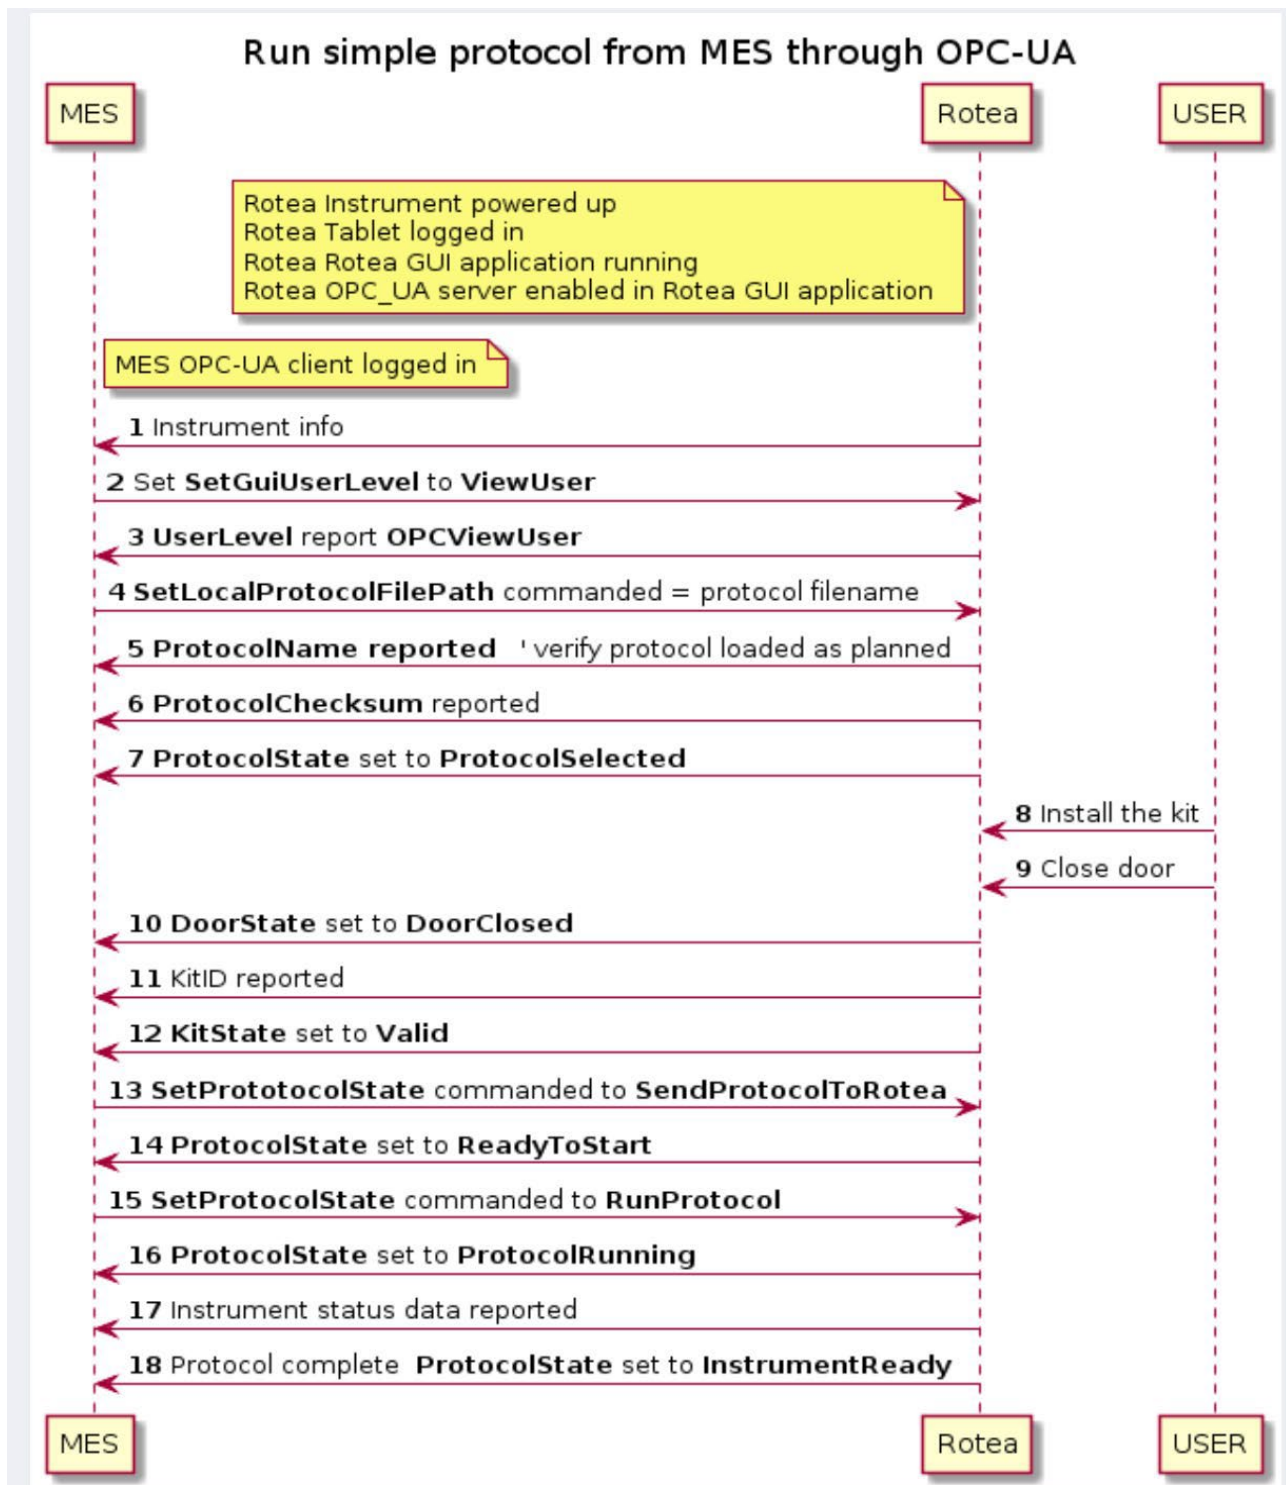 Run simple protocol from MES through OPC-UA
MES
Rotea
USER
Rotea Instrument powered up
Rotea Tablet logged in
Rotea Rotea GUI application running
Rotea OPC_UA server enabled in Rotea GUI application
MES OPC-UA client logged in
1 Instrument info
2 Set SetGuiUserLevel to ViewUser
3 UserLevel report OPCViewUser
4 SetLocalProtocolFilePath commanded = protocol filename
5 ProtocolName reported ' verify protocol loaded as planned
6 ProtocolChecksum reported
7 ProtocolState set to ProtocolSelected
8 Install the kit
9 Close door
10 DoorState set to DoorClosed
11 KitID reported
12 KitState set to Valid
13 SetPrototocolState commanded to SendProtocolToRotea
14 ProtocolState set to ReadyToStart
15 SetProtocolState commanded to RunProtocol
16 ProtocolState set to ProtocolRunning
17 Instrument status data reported
18 Protocol complete ProtocolState set to InstrumentReady
MES
Rotea
USER